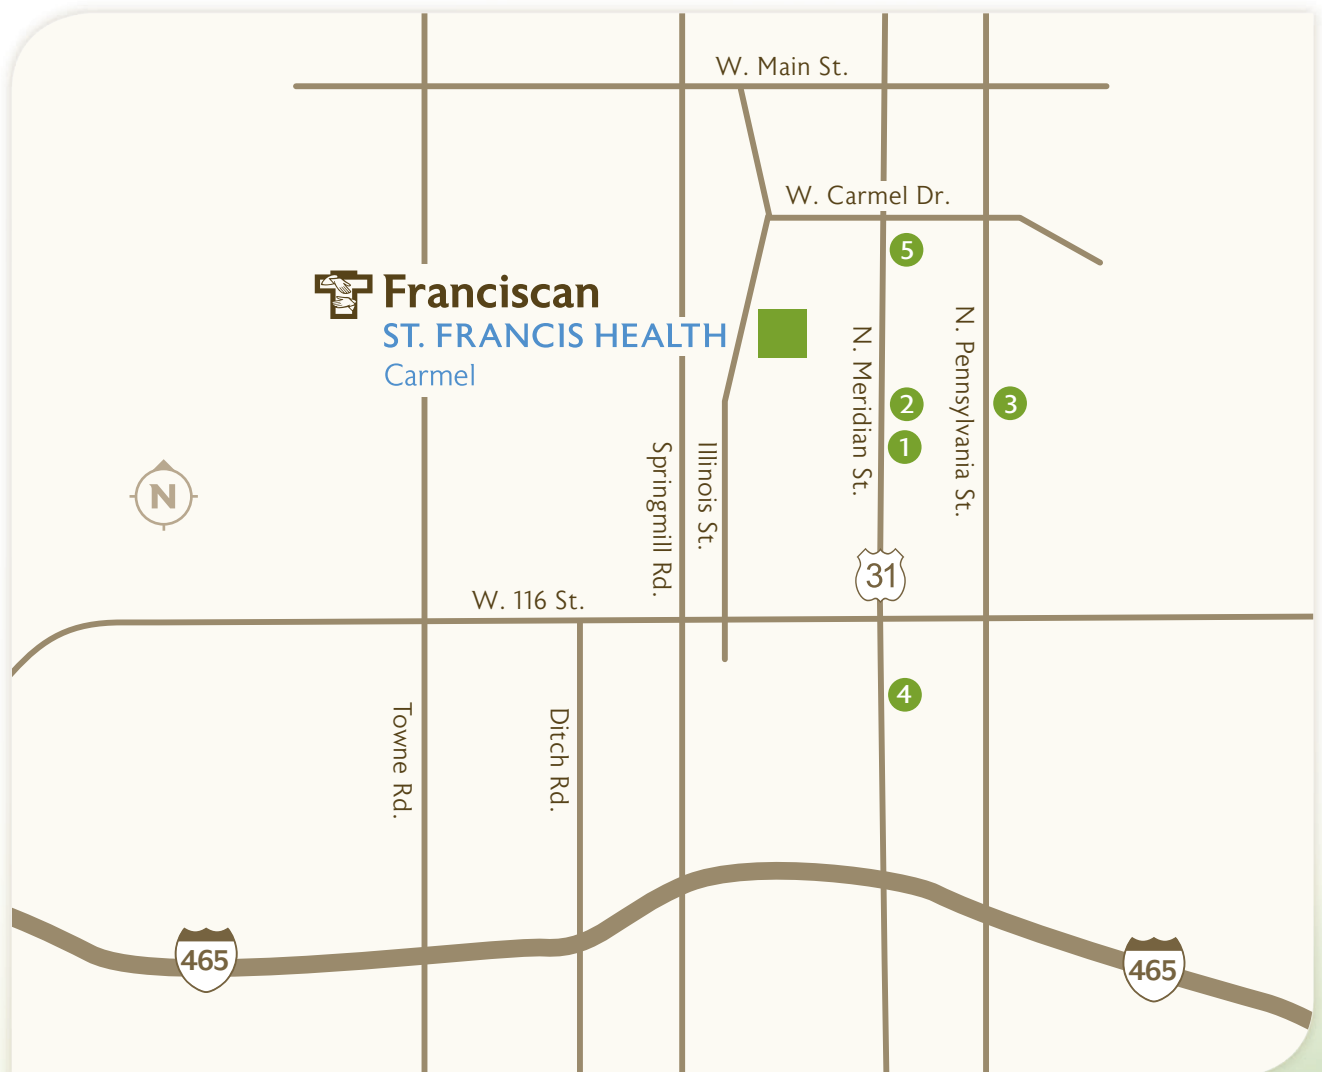 W. Main St.
W. Carmel Dr.
5
Franciscan
ST. FRANCIS HEALTH
Carmel
N. Meridian St.
N. Pennsylvania St.
2
3
1
Springmill Rd.
Illinois St.
N
31
W. 116 St.
4
Towne Rd.
Ditch Rd.
465
465